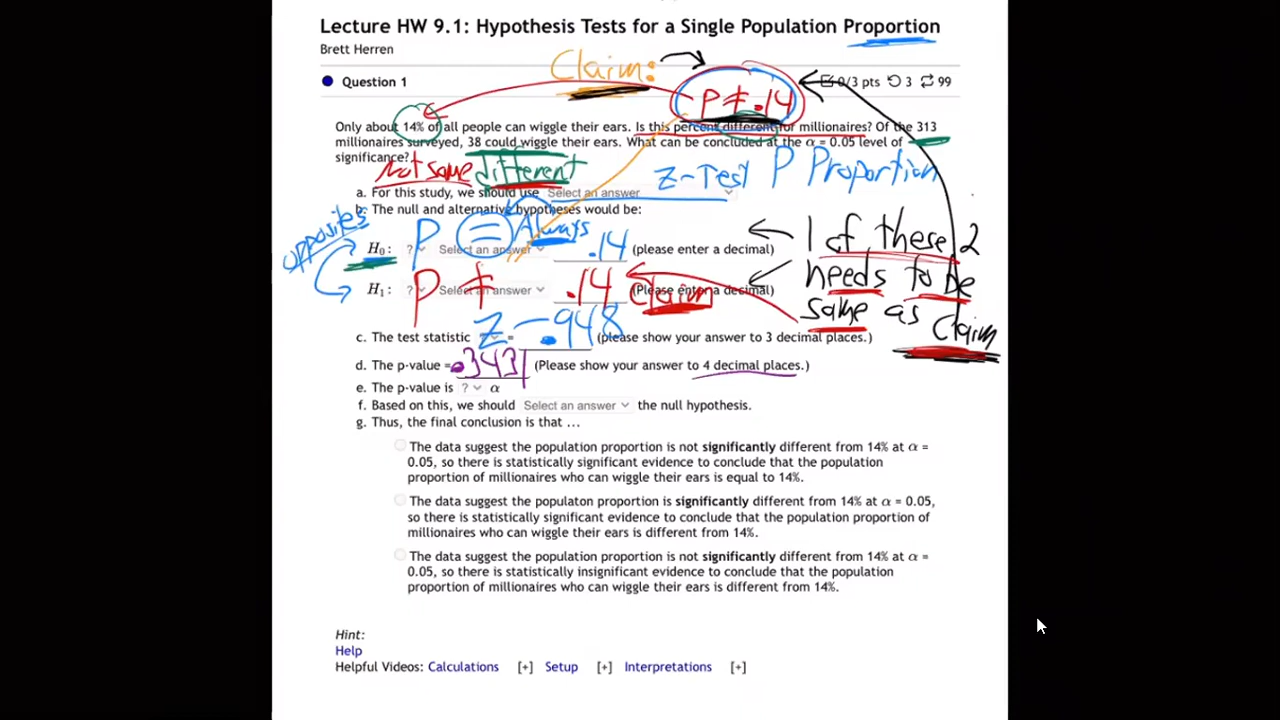 Lecture HW 9.1: Hypothesis Tests for a Single Population Proportion
Brett Herren
Claim:
Question 1
p ≠ .14
0/3 pts 3 99
Only about 14% of all people can wiggle their ears. Is this percent different for millionaires? Of the 313
millionaires surveyed, 38 could wiggle their ears. What can be concluded at the α = 0.05 level of
significance?
Not same different
z-Test P Proportion
a. For this study, we should use Select an answer
b. The null and alternative hypotheses would be:
opposites
P = Always .14
H₀: ? Select an answer (please enter a decimal)
P ≠ .14 Claim
H₁: ? Select an answer (Please enter a decimal)
1 of these 2
needs to be
same as Claim
z -.948
c. The test statistic = (please show your answer to 3 decimal places.)
d. The p-value = .3431 (Please show your answer to 4 decimal places.)
e. The p-value is ? α
f. Based on this, we should Select an answer the null hypothesis.
g. Thus, the final conclusion is that ...
The data suggest the population proportion is not significantly different from 14% at α =
0.05, so there is statistically significant evidence to conclude that the population
proportion of millionaires who can wiggle their ears is equal to 14%.
The data suggest the populaton proportion is significantly different from 14% at α = 0.05,
so there is statistically significant evidence to conclude that the population proportion of
millionaires who can wiggle their ears is different from 14%.
The data suggest the population proportion is not significantly different from 14% at α =
0.05, so there is statistically insignificant evidence to conclude that the population
proportion of millionaires who can wiggle their ears is different from 14%.
Hint:
Help
Helpful Videos: Calculations [+] Setup [+] Interpretations [+]